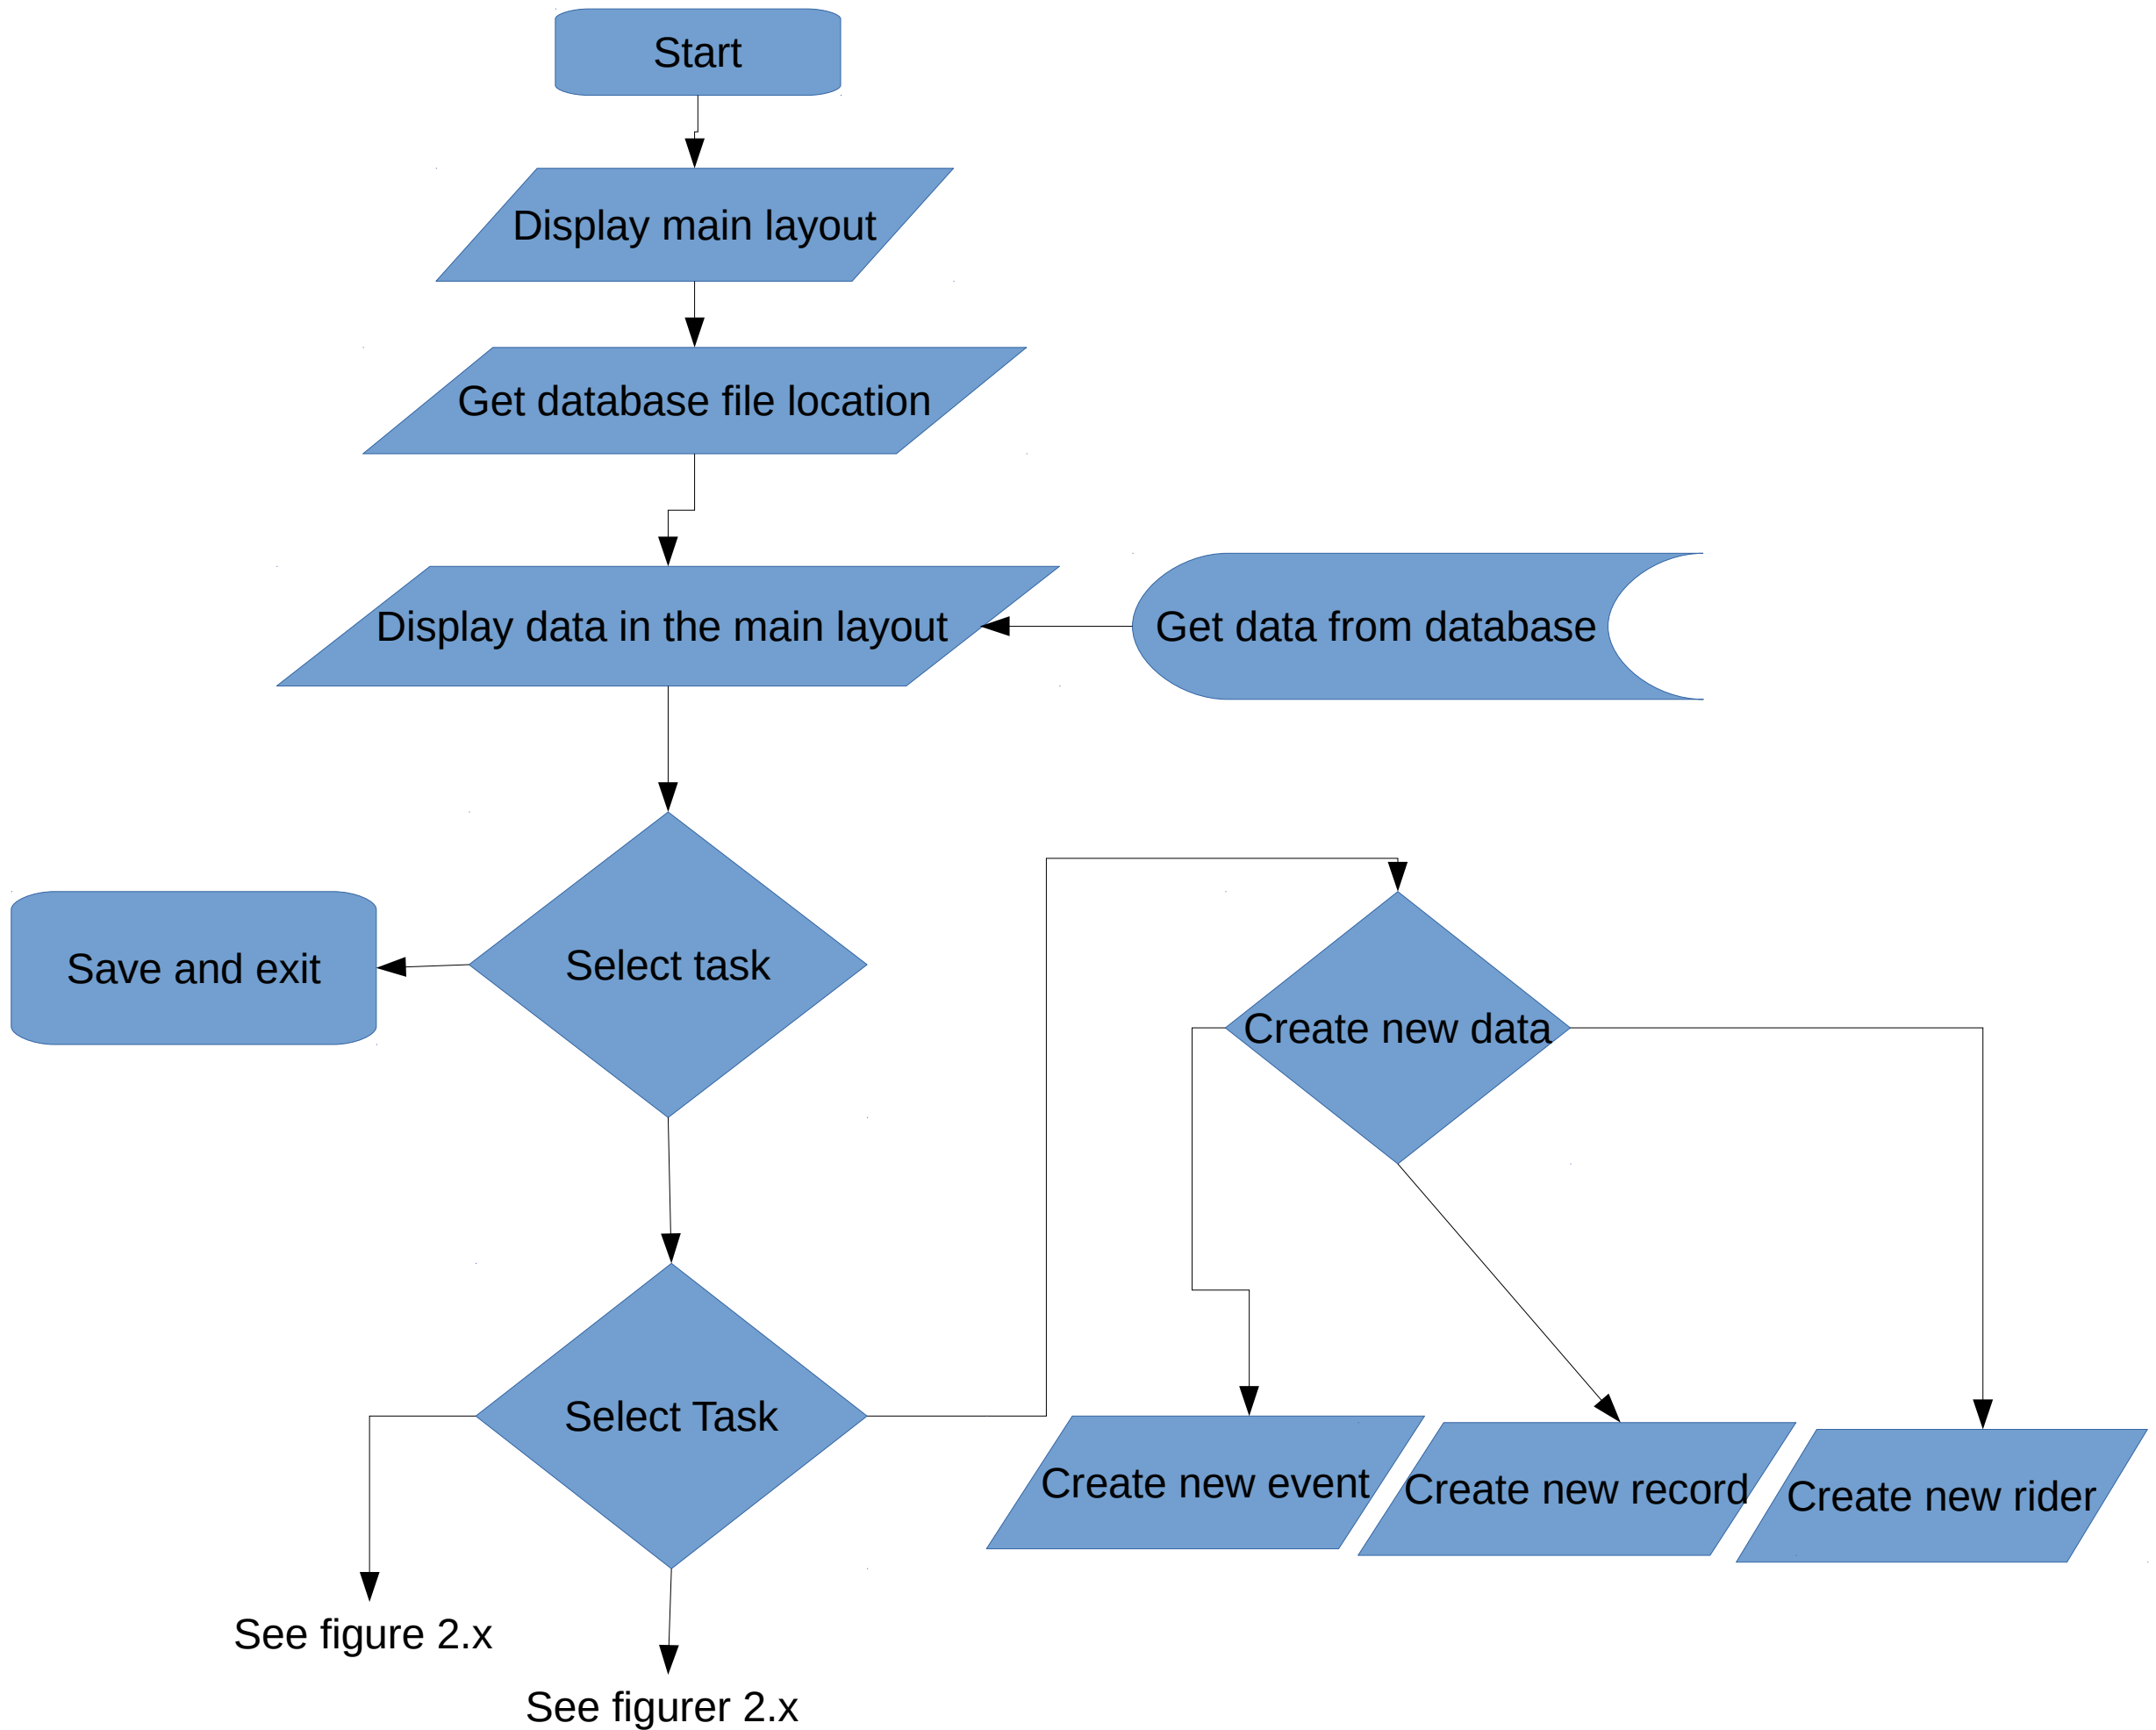 Start
Display main layout
Get database file location
Display data in the main layout
Get data from database
Save and exit
Select task
Create new data
Select Task
Create new event
Create new record
Create new rider
See figure 2.x
See figurer 2.x